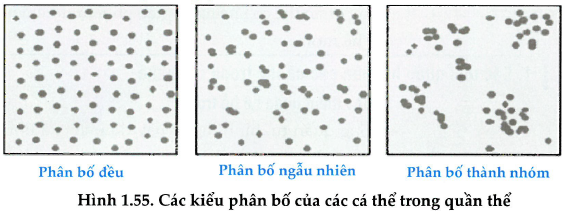 Phân bố đều
Phân bố ngẫu nhiên
Phân bố thành nhóm
Hình 1.55. Các kiểu phân bố của các cá thể trong quần thể